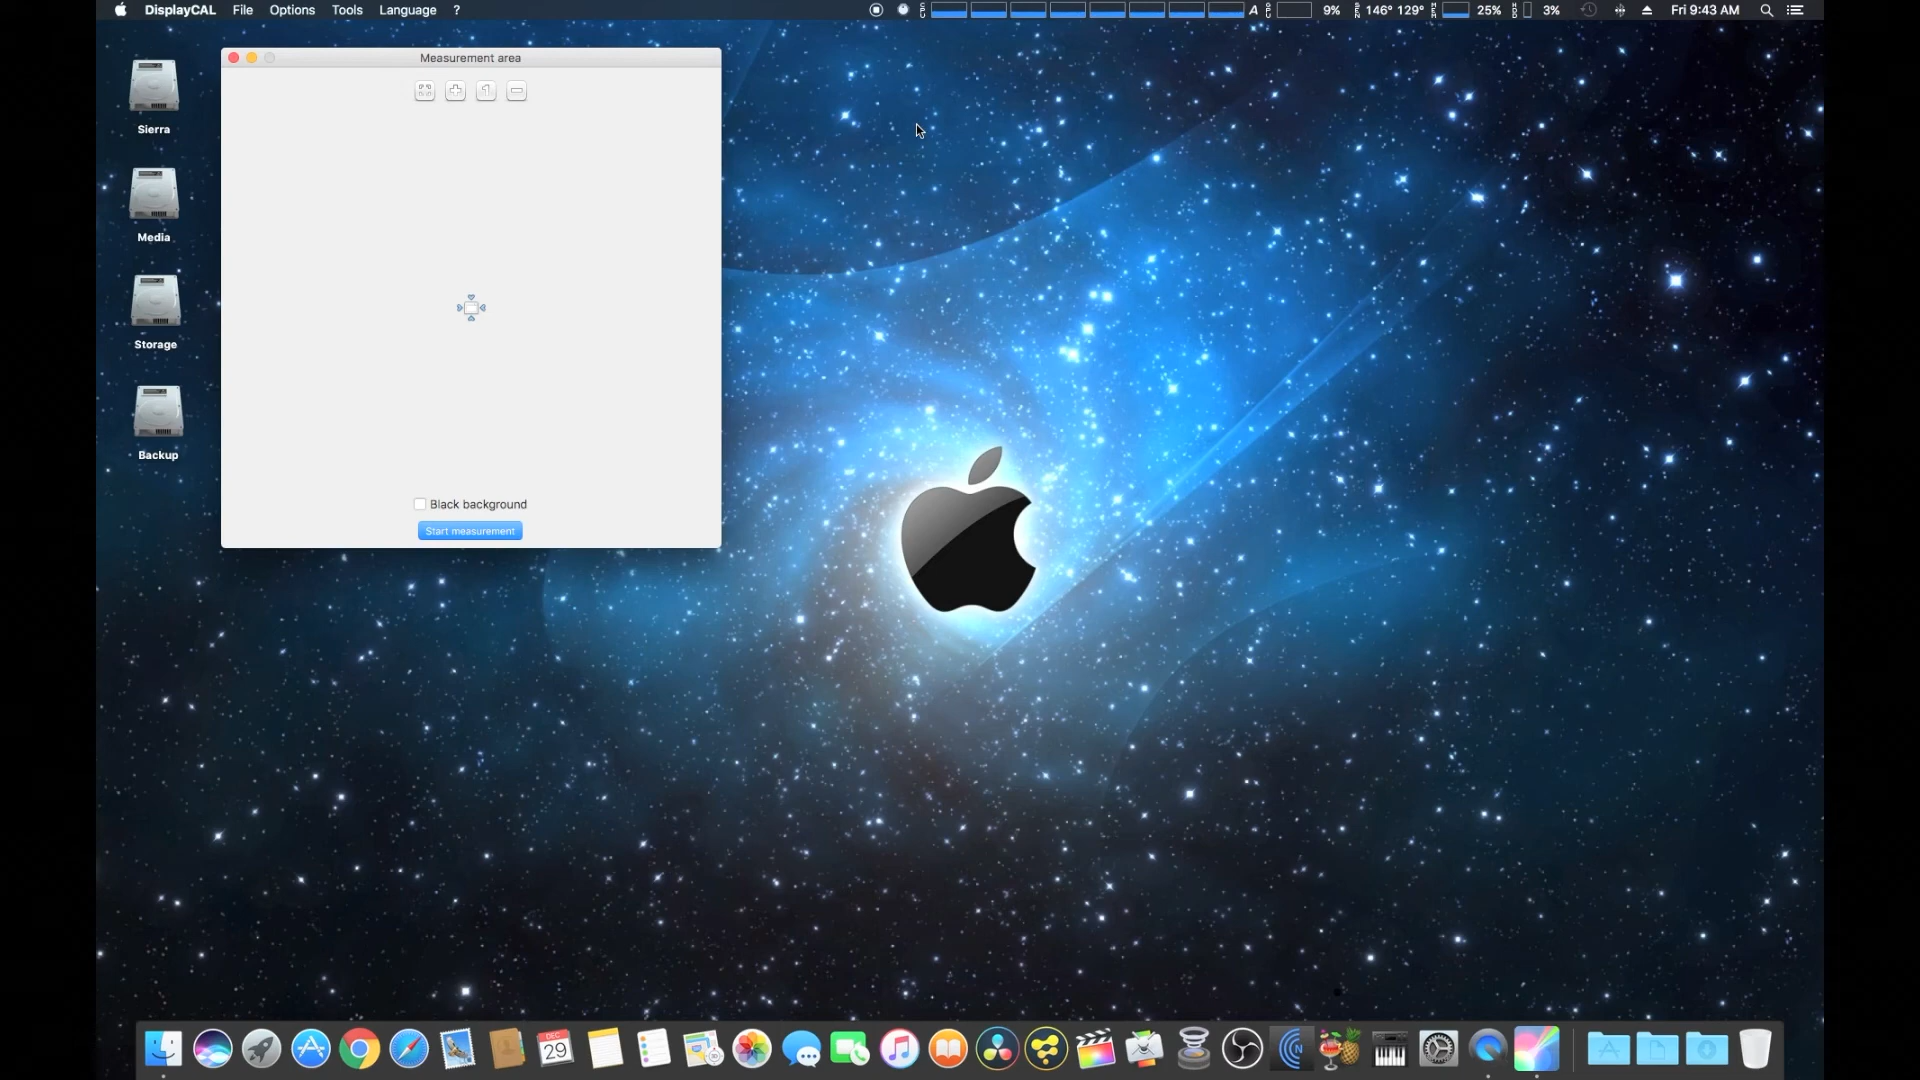 DisplayCAL File Options Tools Language ? A 9% 146° 129° 25% 3% Fri 9:43 AM
Measurement area
Sierra
Media
Storage
Backup
Black background
Start measurement
DEC
29